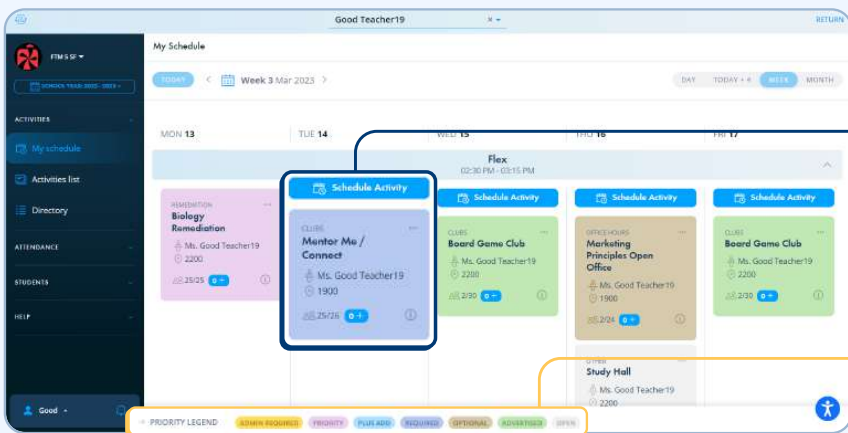 Good Teacher19
RETURN
FTM S SF
SCHOOL YEAR: 2022 - 2023
ACTIVITIES
My schedule
Activities list
Directory
ATTENDANCE
STUDENTS
HELP
Good
My Schedule
TODAY
Week 3 Mar 2023
DAY TODAY + 4 WEEK MONTH
MON 13 TUE 14 WED 15 THU 16 FRI 17
Flex
02:30 PM - 03:15 PM
REMEDIATION
Biology
Remediation
Ms. Good Teacher19
2200
25/25 0 +
Schedule Activity
CLUBS
Mentor Me /
Connect
Ms. Good Teacher19
1900
25/26 0 +
Schedule Activity
CLUBS
Board Game Club
Ms. Good Teacher19
2200
2/30 0 +
Schedule Activity
OFFICE HOURS
Marketing
Principles Open
Office
Ms. Good Teacher19
1900
2/24 0 +
OTHER
Study Hall
Ms. Good Teacher19
2200
Schedule Activity
CLUBS
Board Game Club
Ms. Good Teacher19
2200
2/30 0 +
PRIORITY LEGEND ADMIN REQUIRED PRIORITY PLUS ADD REQUIRED OPTIONAL ADVERTISED OPEN